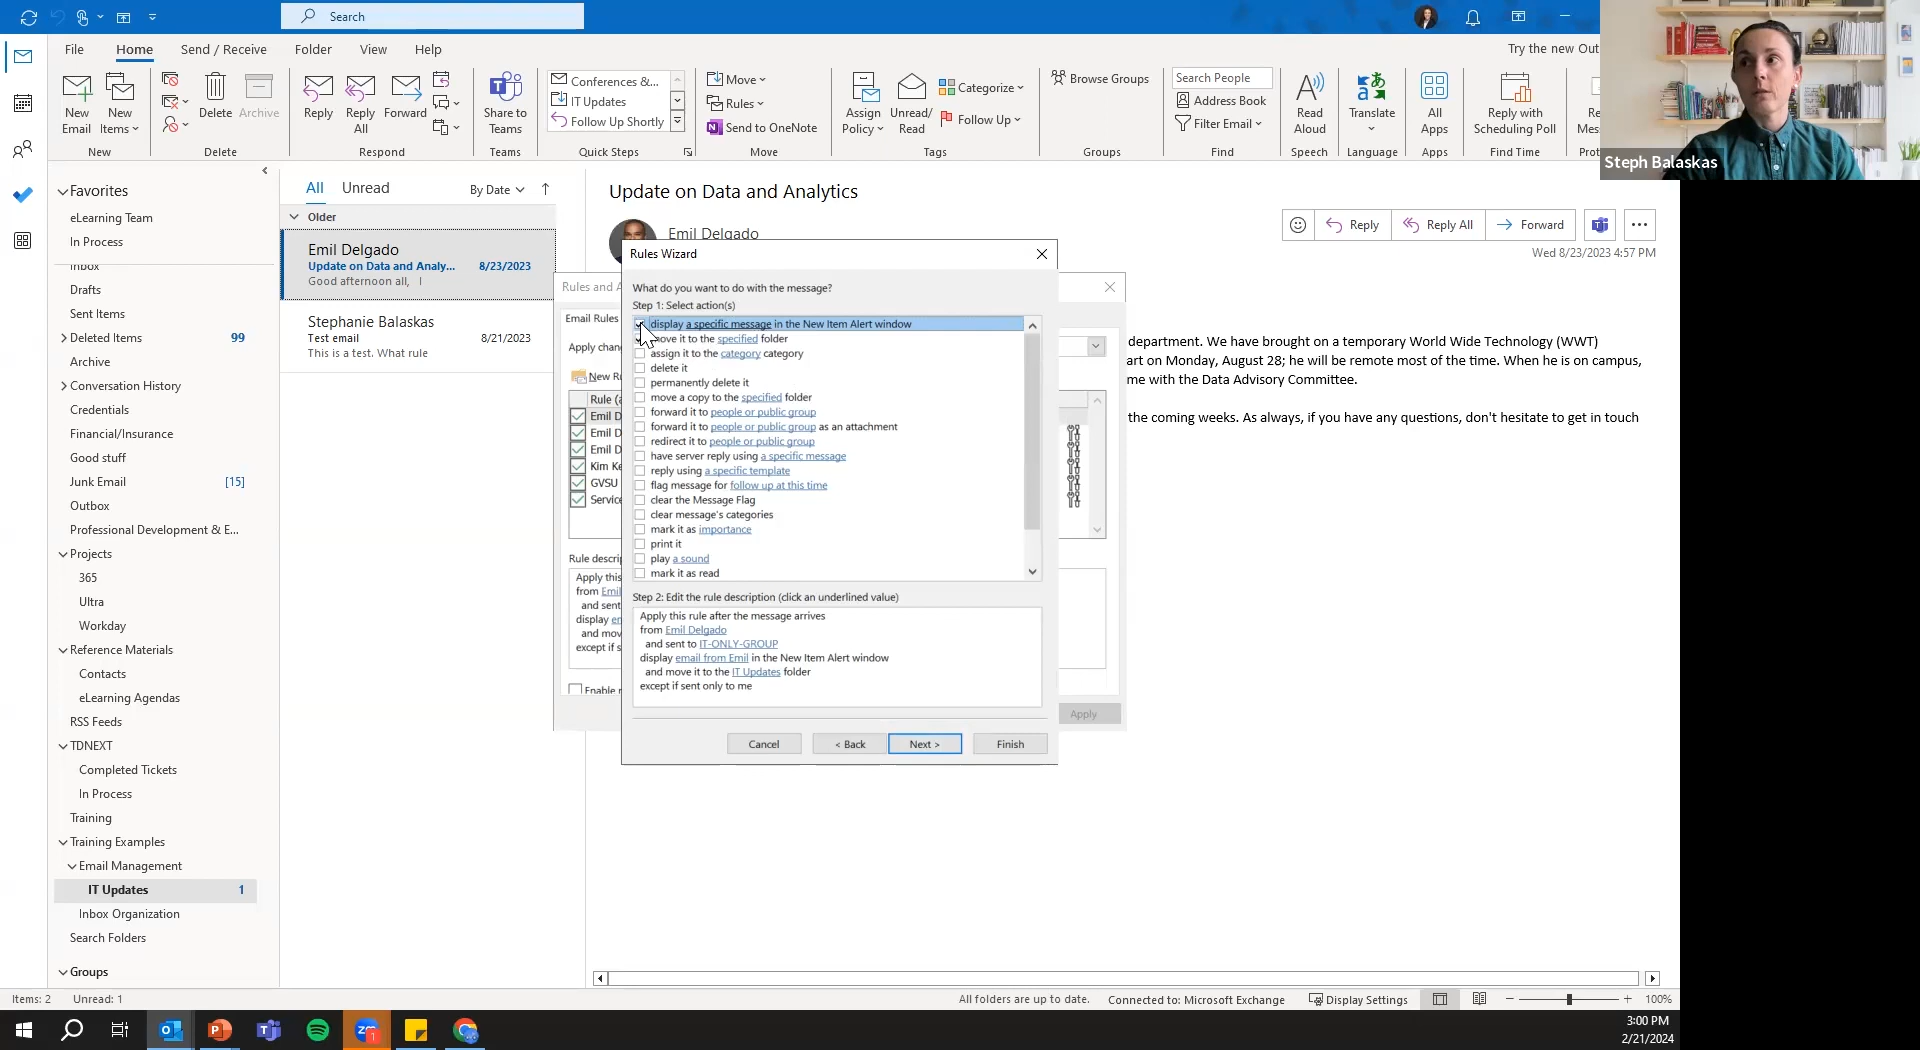 Search
File Home Send / Receive Folder View Help
Try the new Out
New Email
New Items
Delete
Archive
Reply
Reply All
Forward
Share to Teams
Conferences &...
IT Updates
Follow Up Shortly
Move
Rules
Send to OneNote
Assign Policy
Unread/ Read
Categorize
Follow Up
Browse Groups
Search People
Address Book
Filter Email
Read Aloud
Translate
All Apps
Reply with Scheduling Poll
New Delete Respond Teams Quick Steps Move Tags Groups Find Speech Language Apps Find Time
Steph Balaskas
Favorites
eLearning Team
In Process
Inbox
Drafts
Sent Items
Deleted Items 99
Archive
Conversation History
Credentials
Financial/Insurance
Good stuff
Junk Email [15]
Outbox
Professional Development & E...
Projects
365
Ultra
Workday
Reference Materials
Contacts
eLearning Agendas
RSS Feeds
TDNEXT
Completed Tickets
In Process
Training
Training Examples
Email Management
IT Updates 1
Inbox Organization
Search Folders
Groups
All Unread By Date
Older
Emil Delgado
Update on Data and Analy... 8/23/2023
Good afternoon all, I
Stephanie Balaskas
Test email 8/21/2023
This is a test. What rule
Update on Data and Analytics
Emil Delgado
Reply Reply All Forward
Wed 8/23/2023 4:57 PM
department. We have brought on a temporary World Wide Technology (WWT)
art on Monday, August 28; he will be remote most of the time. When he is on campus,
me with the Data Advisory Committee.
the coming weeks. As always, if you have any questions, don't hesitate to get in touch
Rules and A
Email Rules
Apply chan
New Ru
Rule (a
Emil D
Emil D
Emil D
Kim Ke
GVSU
Service
Rule descrip
Apply this
from Emil
and sent
display en
and mov
except if s
Enable r
Apply
Rules Wizard
What do you want to do with the message?
Step 1: Select action(s)
display a specific message in the New Item Alert window
move it to the specified folder
assign it to the category category
delete it
permanently delete it
move a copy to the specified folder
forward it to people or public group
forward it to people or public group as an attachment
redirect it to people or public group
have server reply using a specific message
reply using a specific template
flag message for follow up at this time
clear the Message Flag
clear message's categories
mark it as importance
print it
play a sound
mark it as read
Step 2: Edit the rule description (click an underlined value)
Apply this rule after the message arrives
from Emil Delgado
and sent to IT-ONLY-GROUP
display email from Emil in the New Item Alert window
and move it to the IT Updates folder
except if sent only to me
Cancel < Back Next > Finish
Items: 2 Unread: 1 All folders are up to date. Connected to: Microsoft Exchange Display Settings 100%
3:00 PM
2/21/2024